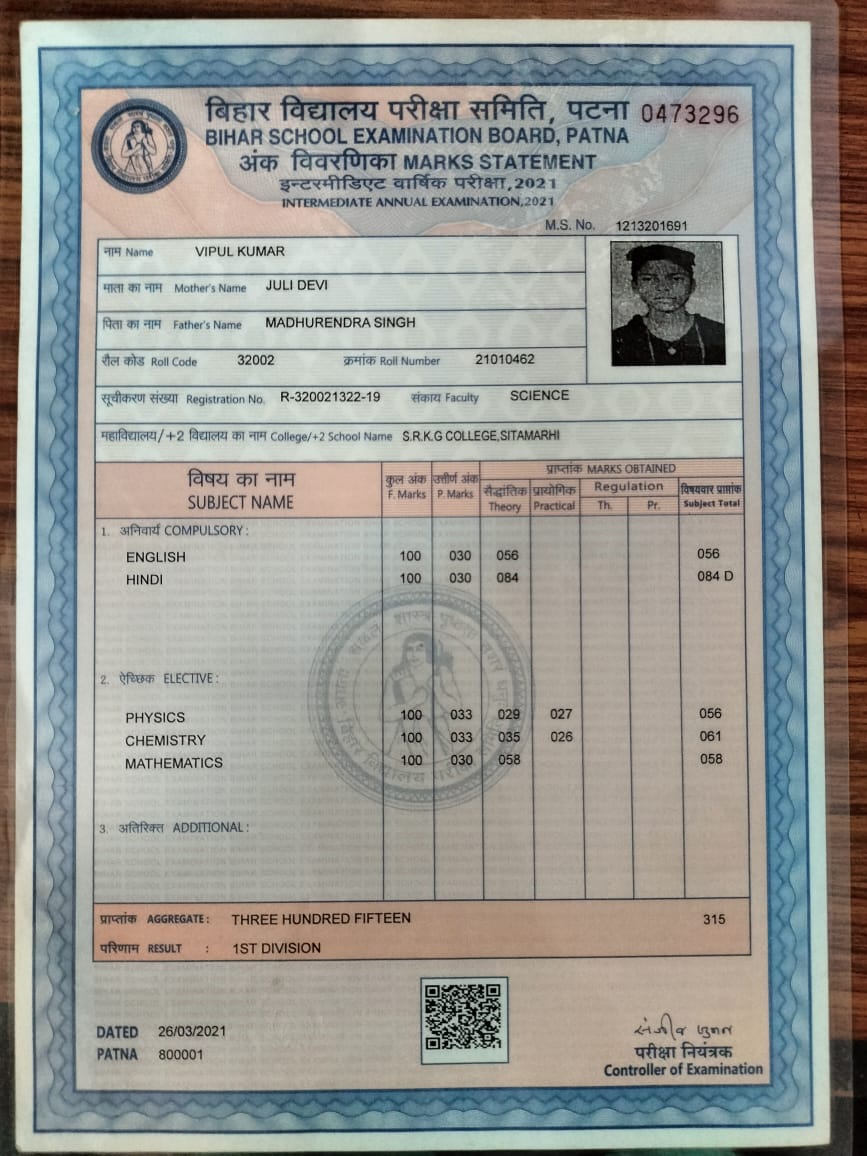 बिहार विद्यालय परीक्षा समिति, पटना 0473296
BIHAR SCHOOL EXAMINATION BOARD, PATNA
अंक विवरणिका MARKS STATEMENT
इन्टरमीडिएट वार्षिक परीक्षा,2021
INTERMEDIATE ANNUAL EXAMINATION,2021
M.S. No. 1213201691
नाम Name VIPUL KUMAR
माता का नाम Mother's Name JULI DEVI
पिता का नाम Father's Name MADHURENDRA SINGH
रौल कोड Roll Code 32002 क्रमांक Roll Number 21010462
सूचीकरण संख्या Registration No. R-320021322-19 संकाय Faculty SCIENCE
महाविद्यालय/+2 विद्यालय का नाम College/+2 School Name S.R.K.G COLLEGE,SITAMARHI
विषय का नाम कुल अंक उत्तीर्ण अंक प्राप्तांक MARKS OBTAINED
SUBJECT NAME F. Marks P. Marks सैद्धांतिक प्रायोगिक Regulation विषयवार प्राप्तांक
Theory Practical Th. Pr. Subject Total
1. अनिवार्य COMPULSORY:
ENGLISH 100 030 056 056
HINDI 100 030 084 084 D
2. ऐच्छिक ELECTIVE:
PHYSICS 100 033 029 027 056
CHEMISTRY 100 033 035 026 061
MATHEMATICS 100 030 058 058
3. अतिरिक्त ADDITIONAL:
प्राप्तांक AGGREGATE: THREE HUNDRED FIFTEEN 315
परिणाम RESULT : 1ST DIVISION
DATED 26/03/2021
PATNA 800001
परीक्षा नियंत्रक
Controller of Examination